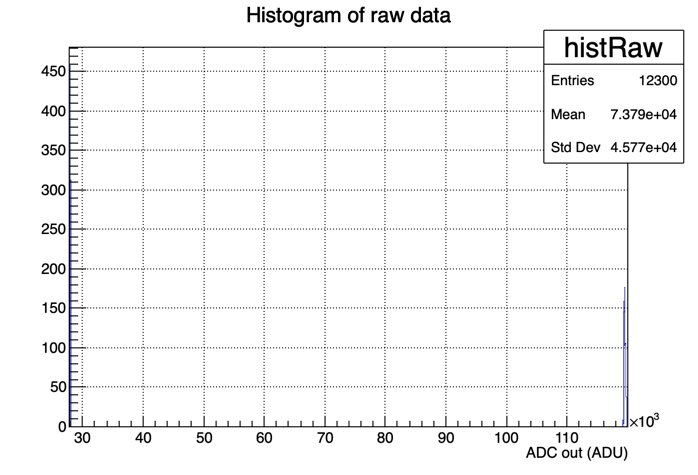 Histogram of raw data
histRaw
Entries 12300
Mean 7.379e+04
Std Dev 4.577e+04
450
400
350
300
250
200
150
100
50
0
30 40 50 60 70 80 90 100 110
×10³
ADC out (ADU)